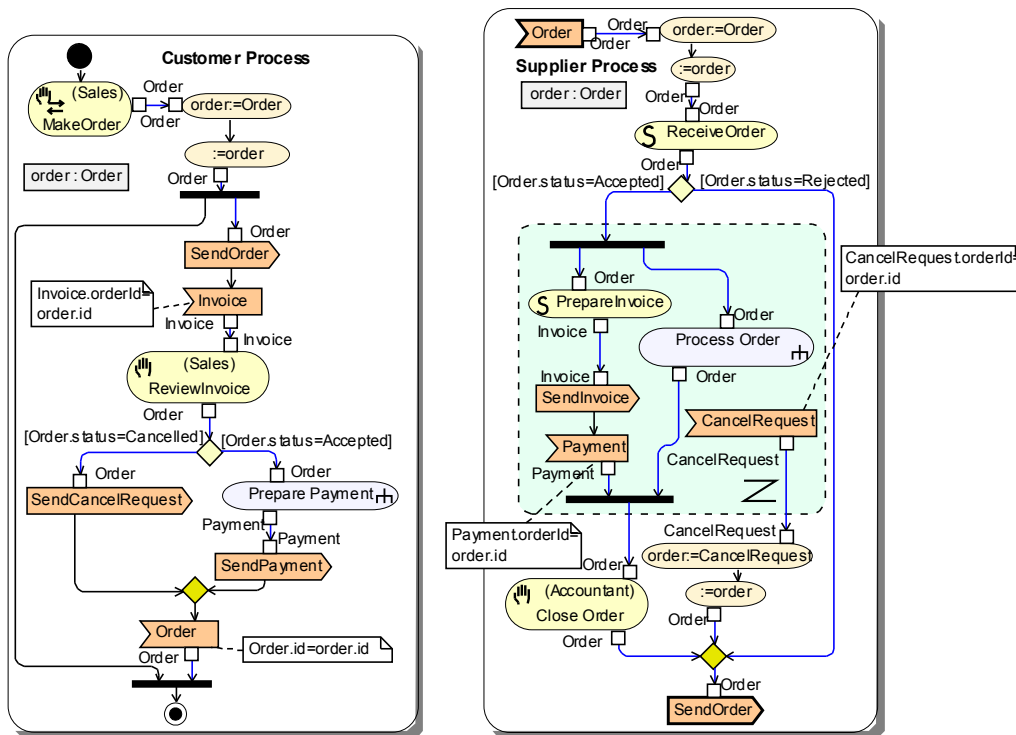 Customer Process
(Sales)
MakeOrder
Order
Order
order:=Order
:=order
order : Order
Order
Order
SendOrder
Invoice.orderId=
order.id
Invoice
Invoice
Invoice
(Sales)
ReviewInvoice
Order
[Order.status=Cancelled]
[Order.status=Accepted]
Order
Order
SendCancelRequest
Prepare Payment
Payment
Payment
SendPayment
Order
Order.id=order.id
Order
Order
Order
Order
order:=Order
Supplier Process
:=order
order : Order
Order
Order
ReceiveOrder
Order
[Order.status=Accepted]
[Order.status=Rejected]
CancelRequest.orderId=
order.id
Order
PrepareInvoice
Order
Invoice
Process Order
Invoice
Order
SendInvoice
CancelRequest
Payment
CancelRequest
Payment
Payment.orderId=
order.id
CancelRequest
order:=CancelRequest
Order
(Accountant)
Close Order
:=order
Order
Order
Order
SendOrder